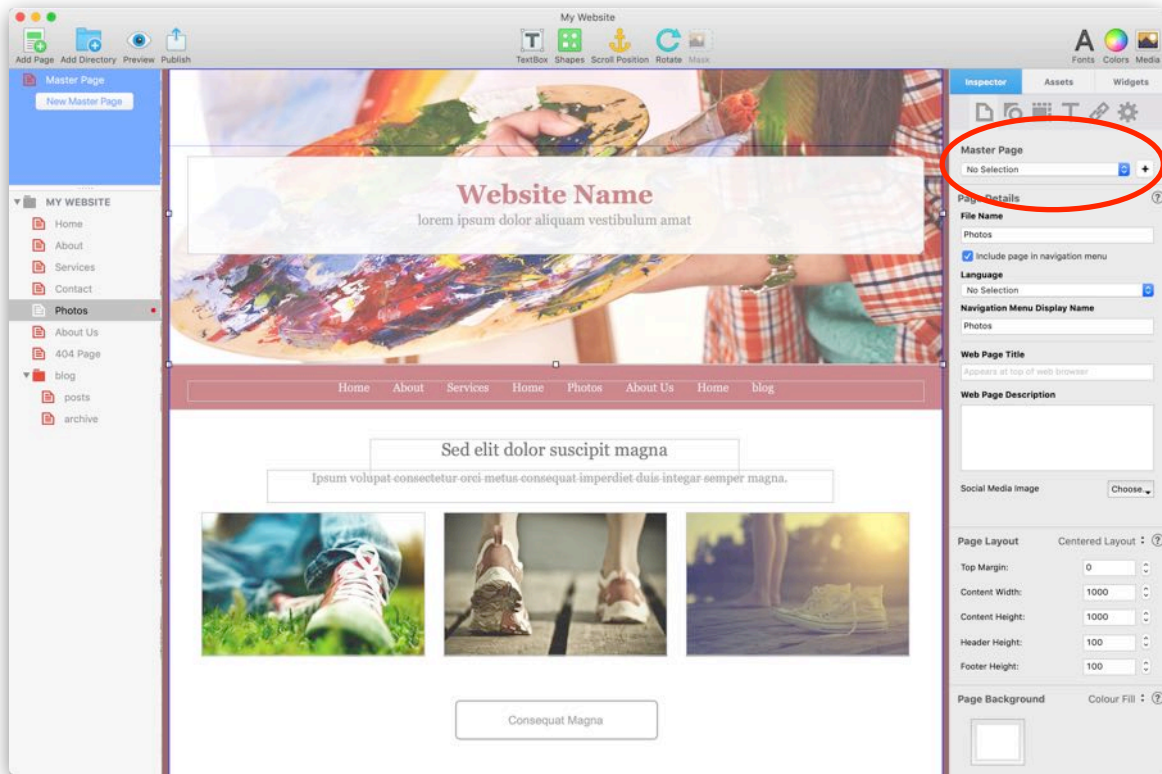 My Website
Add Page Add Directory Preview Publish
TextBox Shapes Scroll Position Rotate Mask
Fonts Colors Media
Master Page
New Master Page
MY WEBSITE
Home
About
Services
Contact
Photos
About Us
404 Page
blog
posts
archive
Website Name
lorem ipsum dolor aliquam vestibulum amat
Home About Services Home Photos About Us Home blog
Sed elit dolor suscipit magna
Ipsum volupat consectetur orci metus consequat imperdiet duis integar semper magna.
Consequat Magna
Inspector Assets Widgets
Master Page
No Selection
Page Details
File Name
Photos
Include page in navigation menu
Language
No Selection
Navigation Menu Display Name
Photos
Web Page Title
Appears at top of web browser
Web Page Description
Social Media Image Choose...
Page Layout Centered Layout
Top Margin: 0
Content Width: 1000
Content Height: 1000
Header Height: 100
Footer Height: 100
Page Background Colour Fill